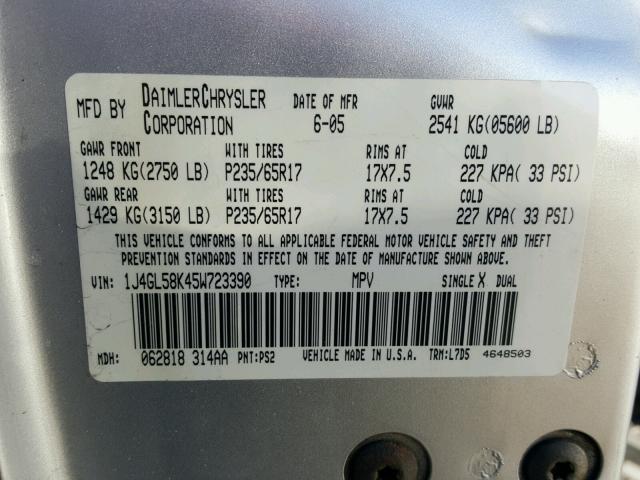 MFD BY DAIMLERCHRYSLER CORPORATION DATE OF MFR 6-05 GVWR 2541 KG(05600 LB)
GAWR FRONT WITH TIRES RIMS AT COLD
1248 KG(2750 LB) P235/65R17 17X7.5 227 KPA( 33 PSI)
GAWR REAR WITH TIRES RIMS AT COLD
1429 KG(3150 LB) P235/65R17 17X7.5 227 KPA( 33 PSI)
THIS VEHICLE CONFORMS TO ALL APPLICABLE FEDERAL MOTOR VEHICLE SAFETY AND THEFT
PREVENTION STANDARDS IN EFFECT ON THE DATE OF MANUFACTURE SHOWN ABOVE.
VIN: 1J4GL58K45W723390 TYPE: MPV SINGLE X DUAL
MDH: 062818 314AA PNT:PS2 VEHICLE MADE IN U.S.A. TRM:L7D5 4648503